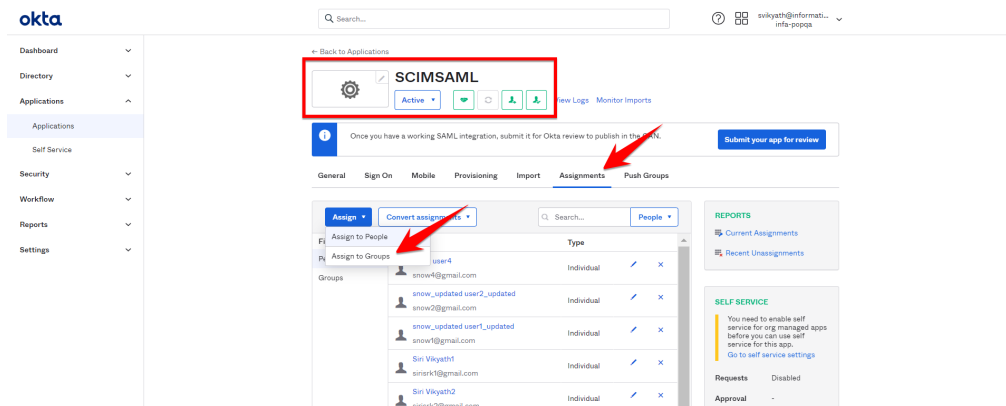 okta
Search...
svikyath@informati...
infa-popqa
Dashboard
Directory
Applications
Applications
Self Service
Security
Workflow
Reports
Settings
← Back to Applications
SCIMSAML
Active
View Logs Monitor Imports
Once you have a working SAML integration, submit it for Okta review to publish in the OAN.
Submit your app for review
General Sign On Mobile Provisioning Import Assignments Push Groups
Assign Convert assignments Search... People
Assign to People
Assign to Groups
Groups
Type
user4
snow4@gmail.com
Individual
snow_updated user2_updated
snow2@gmail.com
Individual
snow_updated user1_updated
snow1@gmail.com
Individual
Siri Vikyath1
sirisrk1@gmail.com
Individual
Siri Vikyath2
sirisrk2@gmail.com
Individual
REPORTS
Current Assignments
Recent Unassignments
SELF SERVICE
You need to enable self
service for org managed apps
before you can use self
service for this app.
Go to self service settings
Requests Disabled
Approval -